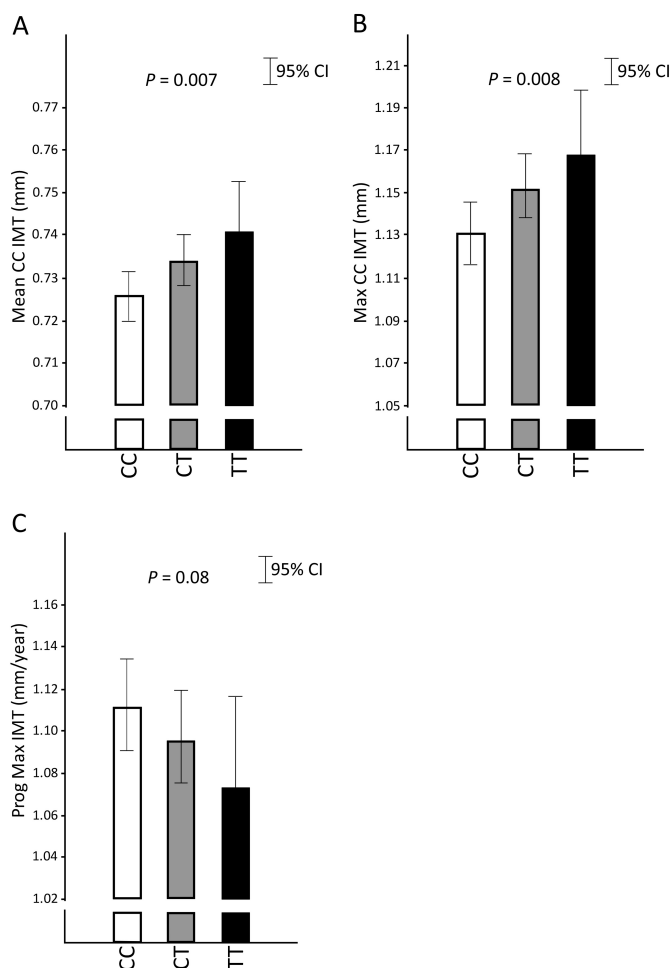 A
P = 0.007
95% CI
Mean CC IMT (mm)
0.77
0.76
0.75
0.74
0.73
0.72
0.71
0.70
CC
CT
TT
B
P = 0.008
95% CI
Max CC IMT (mm)
1.21
1.19
1.17
1.15
1.13
1.11
1.09
1.07
1.05
CC
CT
TT
C
P = 0.08
95% CI
Prog Max IMT (mm/year)
1.16
1.14
1.12
1.10
1.08
1.06
1.04
1.02
CC
CT
TT